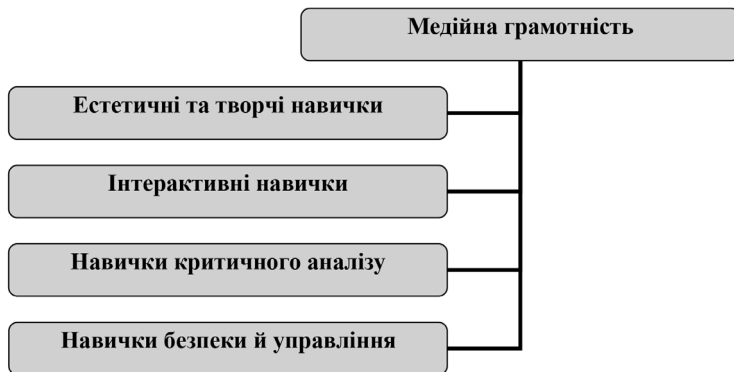 Медійна грамотність
Естетичні та творчі навички
Інтерактивні навички
Навички критичного аналізу
Навички безпеки й управління